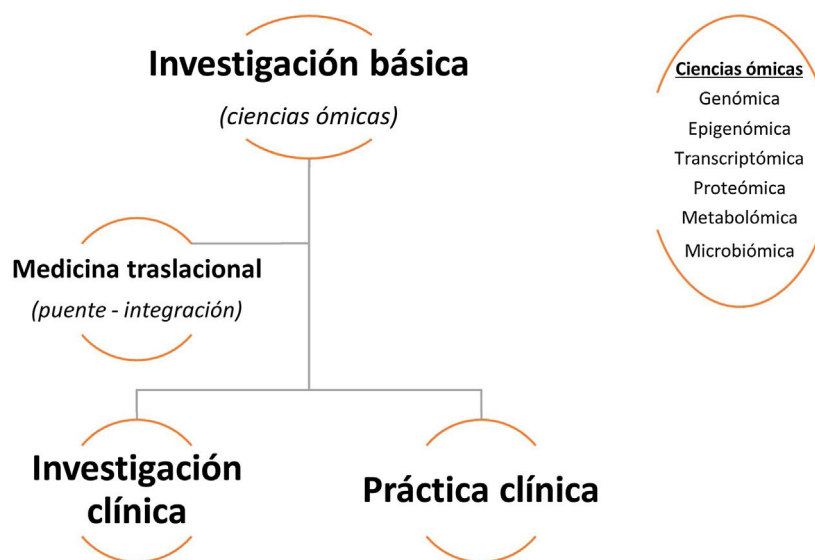 Investigación básica
(ciencias ómicas)
Medicina traslacional
(puente - integración)
Investigación
clínica
Práctica clínica
Ciencias ómicas
Genómica
Epigenómica
Transcriptómica
Proteómica
Metabolómica
Microbiómica